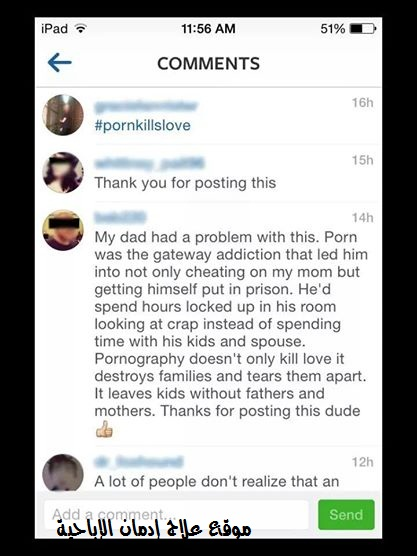 iPad 11:56 AM 51%
COMMENTS
16h
#pornkillslove
15h
Thank you for posting this
14h
My dad had a problem with this. Porn
was the gateway addiction that led him
into not only cheating on my mom but
getting himself put in prison. He'd
spend hours locked up in his room
looking at crap instead of spending
time with his kids and spouse.
Pornography doesn't only kill love it
destroys families and tears them apart.
It leaves kids without fathers and
mothers. Thanks for posting this dude
👍
12h
A lot of people don't realize that an
Add a comment... Send
موقع علاج إدمان الاباحية